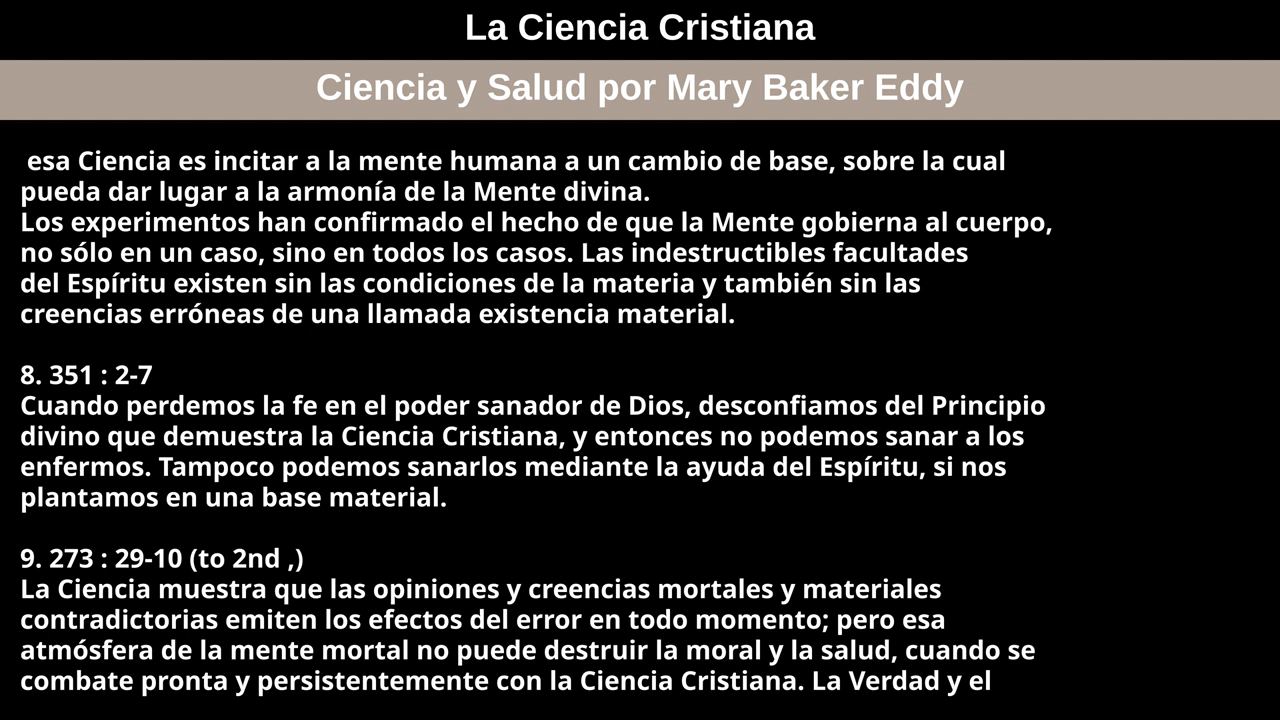 La Ciencia Cristiana
Ciencia y Salud por Mary Baker Eddy
esa Ciencia es incitar a la mente humana a un cambio de base, sobre la cual
pueda dar lugar a la armonía de la Mente divina.
Los experimentos han confirmado el hecho de que la Mente gobierna al cuerpo,
no sólo en un caso, sino en todos los casos. Las indestructibles facultades
del Espíritu existen sin las condiciones de la materia y también sin las
creencias erróneas de una llamada existencia material.
8. 351 : 2-7
Cuando perdemos la fe en el poder sanador de Dios, desconfiamos del Principio
divino que demuestra la Ciencia Cristiana, y entonces no podemos sanar a los
enfermos. Tampoco podemos sanarlos mediante la ayuda del Espíritu, si nos
plantamos en una base material.
9. 273 : 29-10 (to 2nd ,)
La Ciencia muestra que las opiniones y creencias mortales y materiales
contradictorias emiten los efectos del error en todo momento; pero esa
atmósfera de la mente mortal no puede destruir la moral y la salud, cuando se
combate pronta y persistentemente con la Ciencia Cristiana. La Verdad y el